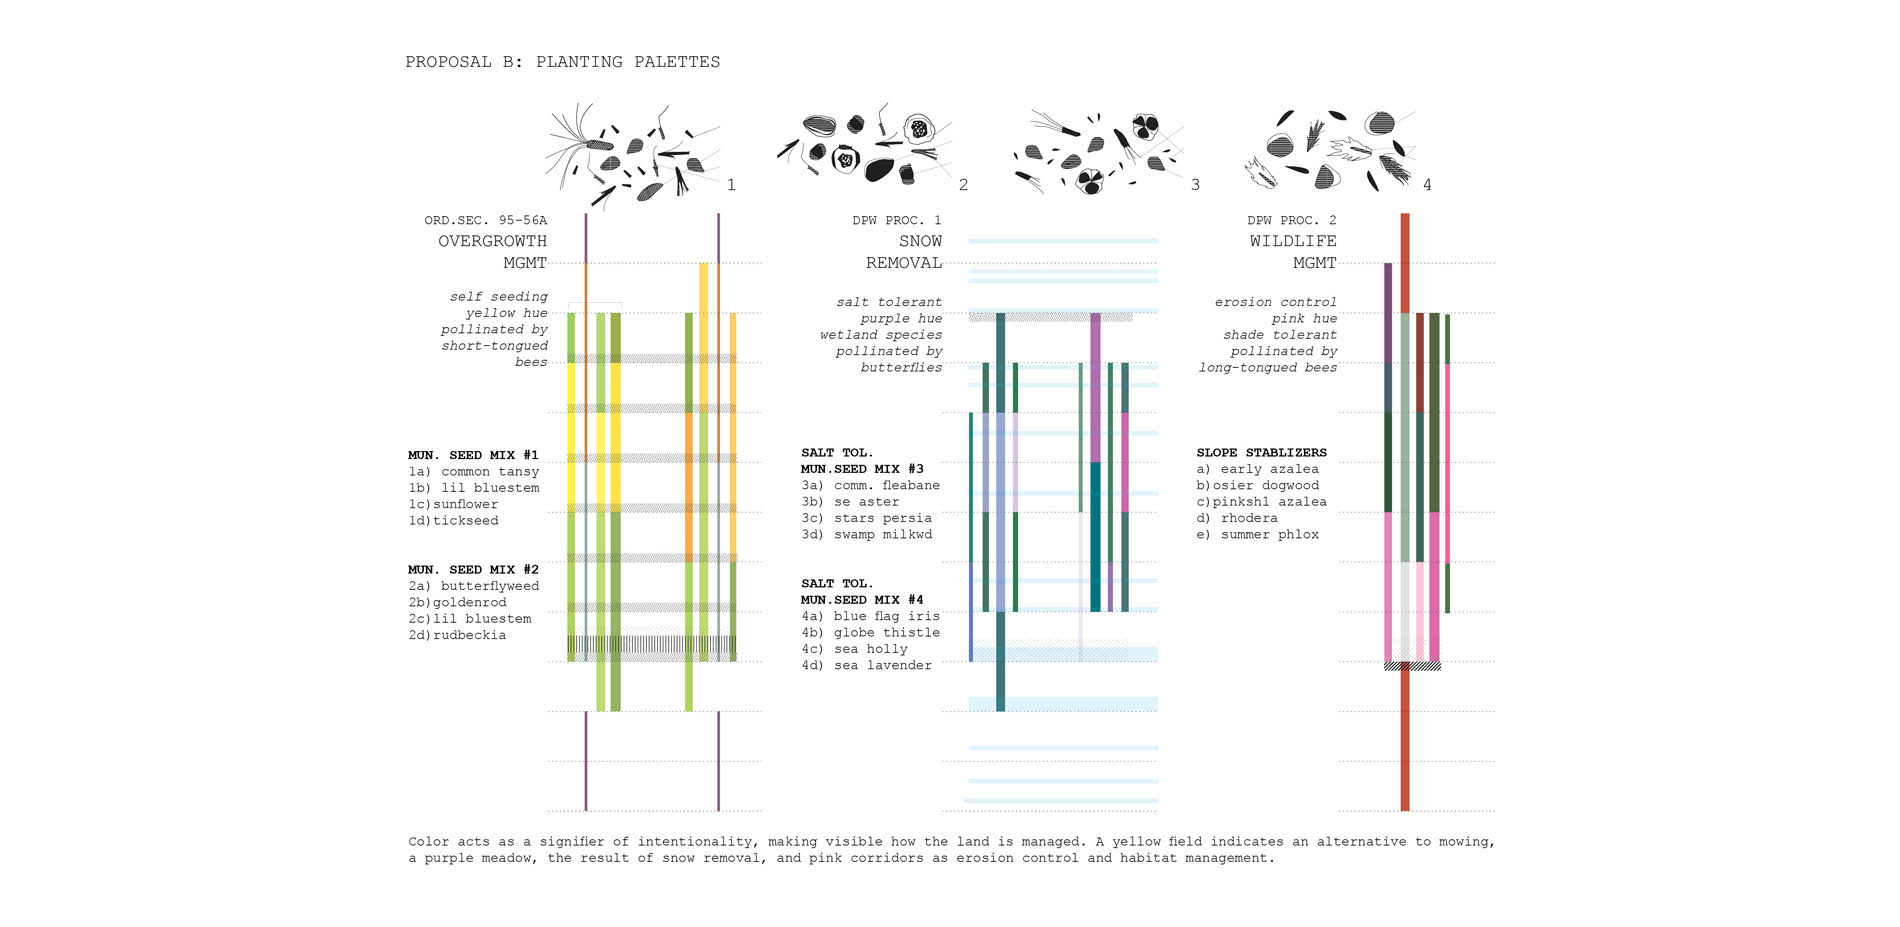 PROPOSAL B: PLANTING PALETTES
1
2
3
4
ORD.SEC. 95-56A
OVERGROWTH
MGMT
self seeding
yellow hue
pollinated by
short-tongued
bees
MUN. SEED MIX #1
1a) common tansy
1b) lil bluestem
1c)sunflower
1d)tickseed
MUN. SEED MIX #2
2a) butterflyweed
2b)goldenrod
2c)lil bluestem
2d)rudbeckia
DPW PROC. 1
SNOW
REMOVAL
salt tolerant
purple hue
wetland species
pollinated by
butterflies
SALT TOL.
MUN.SEED MIX #3
3a) comm. fleabane
3b) se aster
3c) stars persia
3d) swamp milkwd
SALT TOL.
MUN.SEED MIX #4
4a) blue flag iris
4b) globe thistle
4c) sea holly
4d) sea lavender
DPW PROC. 2
WILDLIFE
MGMT
erosion control
pink hue
shade tolerant
pollinated by
long-tongued bees
SLOPE STABLIZERS
a) early azalea
b)osier dogwood
c)pinkshl azalea
d) rhodera
e) summer phlox
Color acts as a signifier of intentionality, making visible how the land is managed. A yellow field indicates an alternative to mowing,
a purple meadow, the result of snow removal, and pink corridors as erosion control and habitat management.